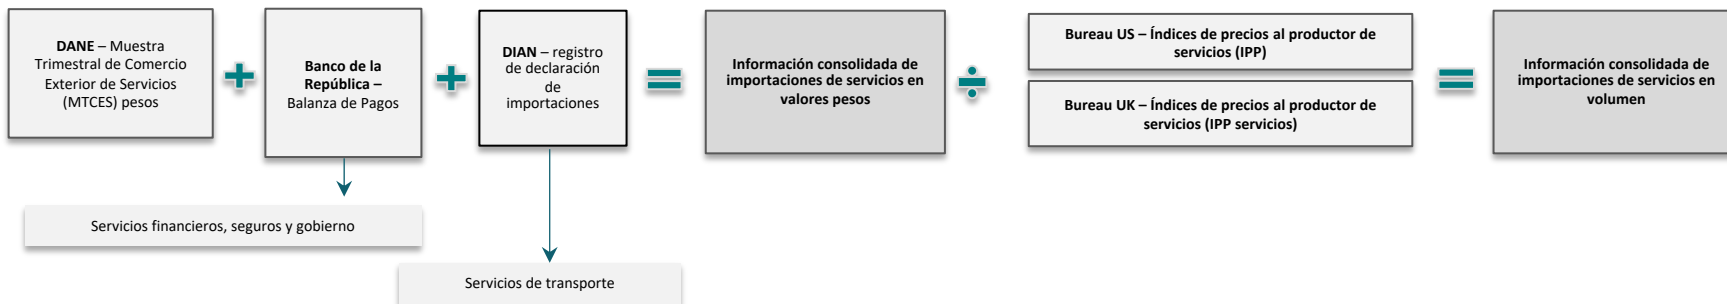 DANE – Muestra
Trimestral de Comercio
Exterior de Servicios
(MTCES) pesos
Banco de la
República –
Balanza de Pagos
DIAN – registro
de declaración
de
importaciones
Información consolidada de
importaciones de servicios en
valores pesos
Bureau US – Índices de precios al productor de
servicios (IPP)
Bureau UK – Índices de precios al productor de
servicios (IPP servicios)
Información consolidada de
importaciones de servicios en
volumen
Servicios financieros, seguros y gobierno
Servicios de transporte